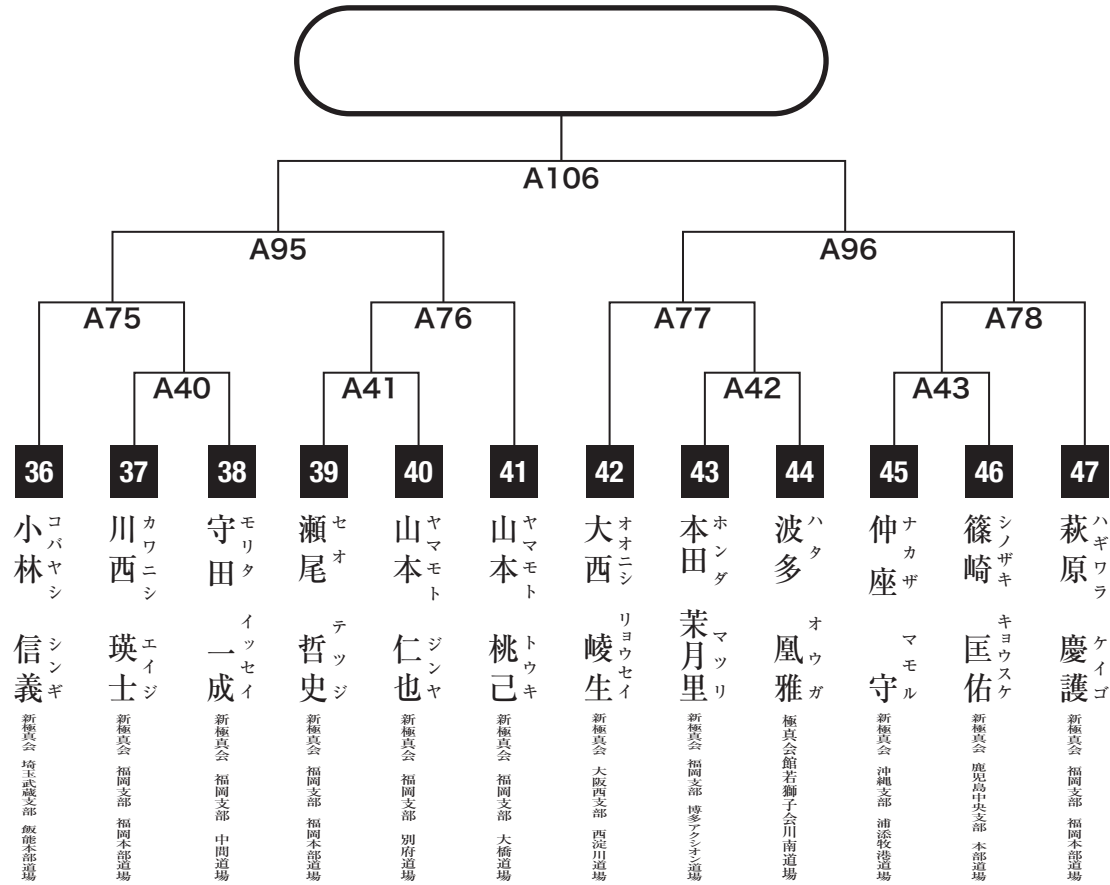 A106
A95
A96
A75
A76
A77
A78
A40
A41
A42
A43
36
37
38
39
40
41
42
43
44
45
46
47
小林 信義
コバヤシ シンギ
新極真会 埼玉武蔵支部 飯能本部道場
川西 瑛士
カワニシ エイジ
新極真会 福岡支部 福岡本部道場
守田 一成
モリタ イッセイ
新極真会 福岡支部 中間道場
瀬尾 哲史
セオ テツジ
新極真会 福岡支部 福岡本部道場
山本 仁也
ヤマモト ジンヤ
新極真会 福岡支部 別府道場
山本 桃己
ヤマモト トウキ
新極真会 福岡支部 大橋道場
大西 崚生
オオニシ リョウセイ
新極真会 大阪西支部 西淀川道場
本田 茉月里
ホンダ マツリ
新極真会 福岡支部 博多アクシオン道場
波多 凰雅
ハタ オウガ
極真会館若獅子会川南道場
仲座 守
ナカザ マモル
新極真会 沖縄支部 浦添牧港道場
篠崎 匡佑
シノザキ キョウスケ
新極真会 鹿児島中央支部 本部道場
萩原 慶護
ハギワラ ケイゴ
新極真会 福岡支部 福岡本部道場